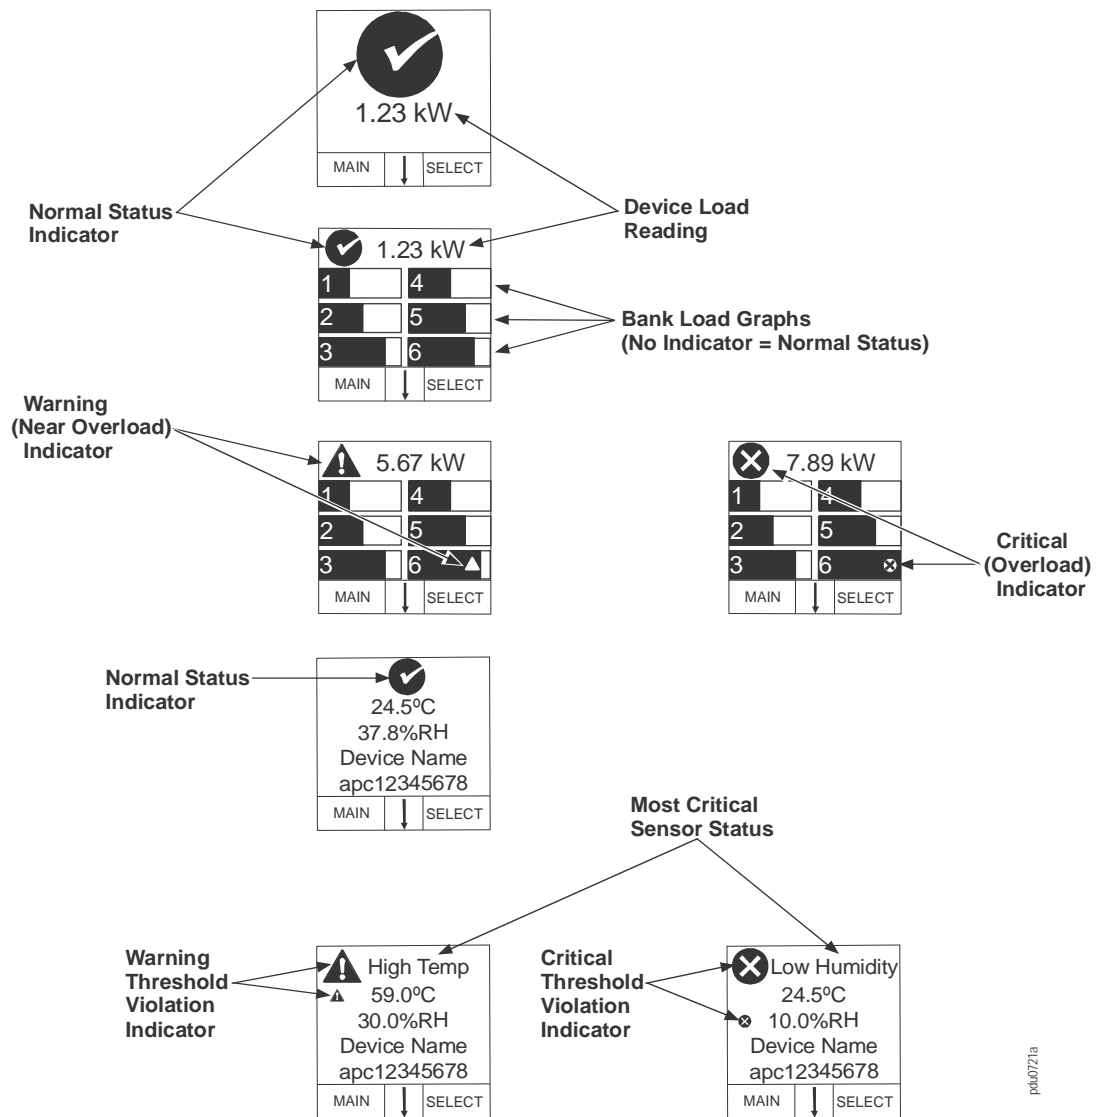 1.23 kW
MAIN
SELECT
Normal Status
Indicator
Device Load
Reading
1.23 kW
1
4
2
5
3
6
MAIN
SELECT
Bank Load Graphs
(No Indicator = Normal Status)
Warning
(Near Overload)
Indicator
5.67 kW
1
4
2
5
3
6
MAIN
SELECT
7.89 kW
1
4
2
5
3
6
MAIN
SELECT
Critical
(Overload)
Indicator
Normal Status
Indicator
24.5ºC
37.8%RH
Device Name
apc12345678
MAIN
SELECT
Most Critical
Sensor Status
Warning
Threshold
Violation
Indicator
High Temp
59.0ºC
30.0%RH
Device Name
apc12345678
MAIN
SELECT
Critical
Threshold
Violation
Indicator
Low Humidity
24.5ºC
10.0%RH
Device Name
apc12345678
MAIN
SELECT
pdu0721a